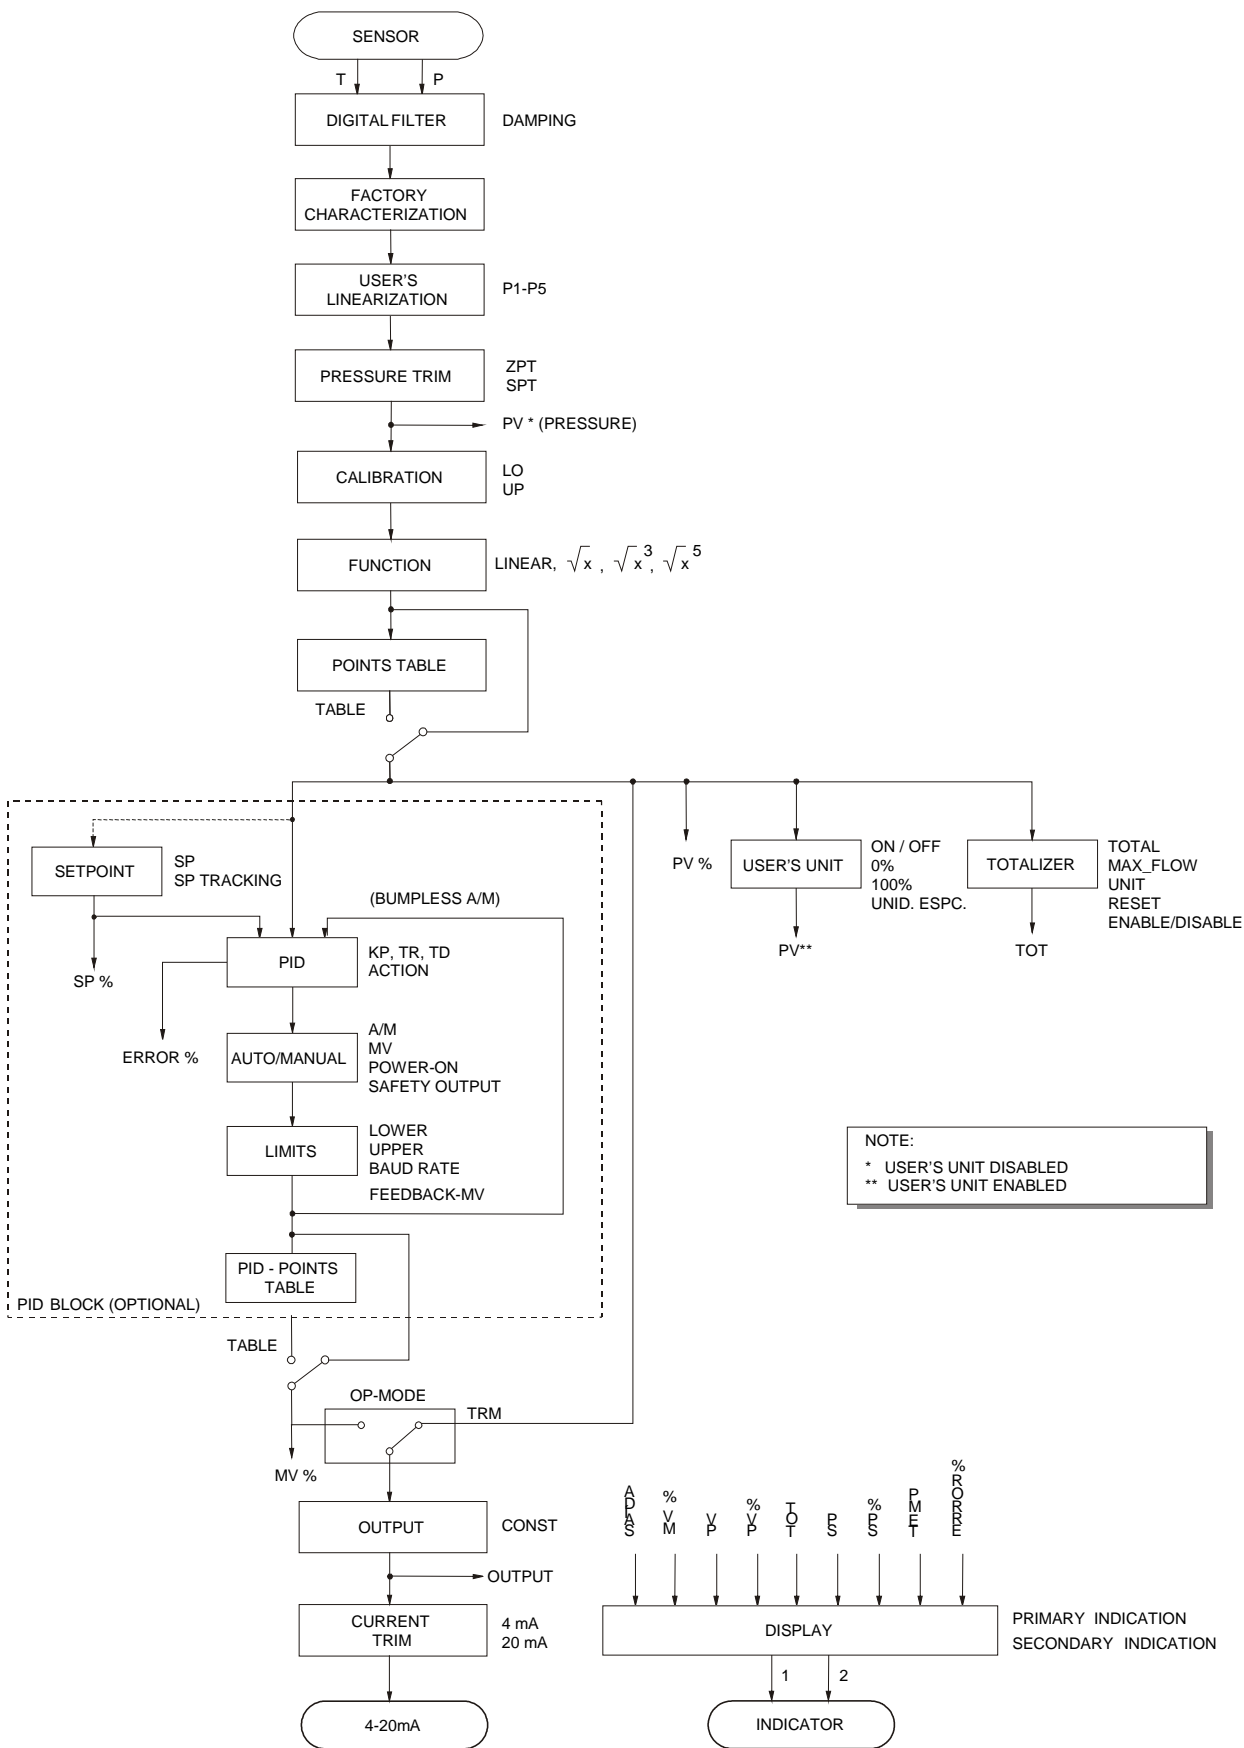 SENSOR
T
P
DIGITAL FILTER
DAMPING
FACTORY
CHARACTERIZATION
USER'S
LINEARIZATION
P1-P5
PRESSURE TRIM
ZPT
SPT
PV * (PRESSURE)
CALIBRATION
LO
UP
FUNCTION
LINEAR, √x , √x³, √x⁵
POINTS TABLE
TABLE
SETPOINT
SP
SP TRACKING
SP %
(BUMPLESS A/M)
PID
KP, TR, TD
ACTION
ERROR %
AUTO/MANUAL
A/M
MV
POWER-ON
SAFETY OUTPUT
LIMITS
LOWER
UPPER
BAUD RATE
FEEDBACK-MV
PID - POINTS
TABLE
PID BLOCK (OPTIONAL)
PV %
USER'S UNIT
ON / OFF
0%
100%
UNID. ESPC.
PV**
TOTALIZER
TOTAL
MAX_FLOW
UNIT
RESET
ENABLE/DISABLE
TOT
NOTE:
* USER'S UNIT DISABLED
** USER'S UNIT ENABLED
TABLE
OP-MODE
TRM
MV %
OUTPUT
CONST
OUTPUT
CURRENT
TRIM
4 mA
20 mA
4-20mA
% VM
VP
%VP
TOT
PS
%PS
PMET
%RORRE
DISPLAY
PRIMARY INDICATION
SECONDARY INDICATION
1
2
INDICATOR